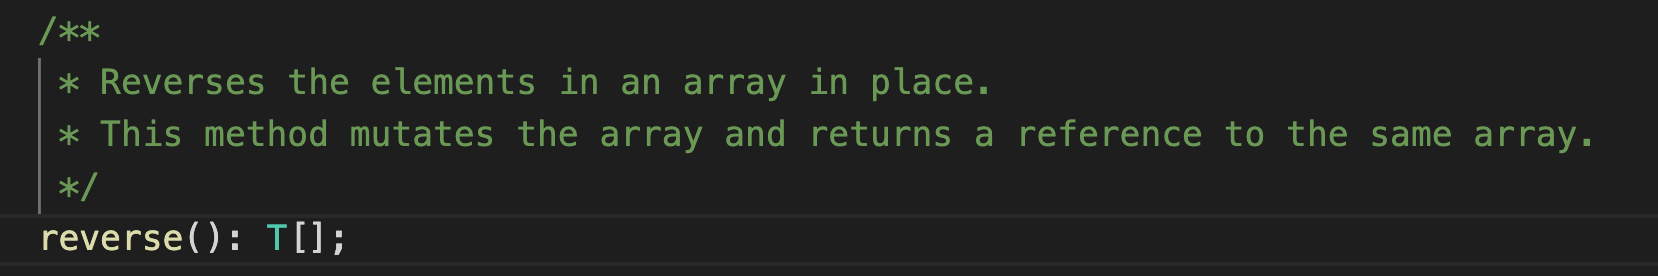 /**
* Reverses the elements in an array in place.
* This method mutates the array and returns a reference to the same array.
*/
reverse(): T[];